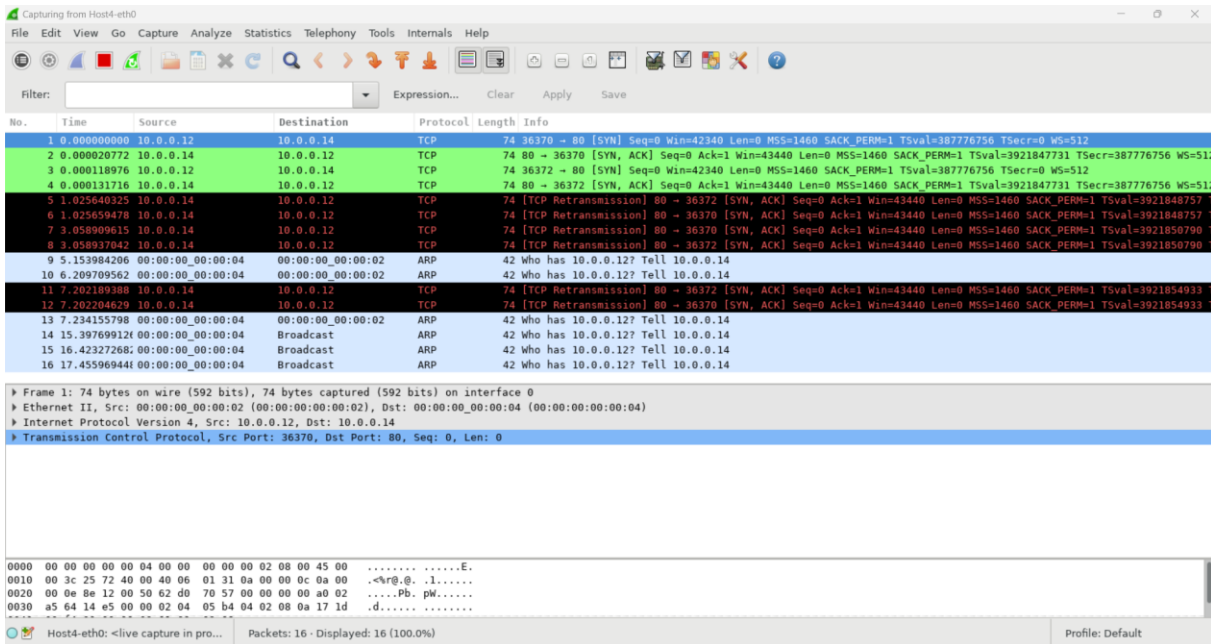 Capturing from Host4-eth0
File Edit View Go Capture Analyze Statistics Telephony Tools Internals Help
Filter: Expression... Clear Apply Save
No. Time Source Destination Protocol Length Info
1 0.000000000 10.0.0.12 10.0.0.14 TCP 74 36370 → 80 [SYN] Seq=0 Win=42340 Len=0 MSS=1460 SACK_PERM=1 TSval=387776756 TSecr=0 WS=512
2 0.000020772 10.0.0.14 10.0.0.12 TCP 74 80 → 36370 [SYN, ACK] Seq=0 Ack=1 Win=43440 Len=0 MSS=1460 SACK_PERM=1 TSval=3921847731 TSecr=387776756 WS=512
3 0.000118976 10.0.0.12 10.0.0.14 TCP 74 36372 → 80 [SYN] Seq=0 Win=42340 Len=0 MSS=1460 SACK_PERM=1 TSval=387776756 TSecr=0 WS=512
4 0.000131716 10.0.0.14 10.0.0.12 TCP 74 80 → 36372 [SYN, ACK] Seq=0 Ack=1 Win=43440 Len=0 MSS=1460 SACK_PERM=1 TSval=3921847731 TSecr=387776756 WS=512
5 1.025640325 10.0.0.14 10.0.0.12 TCP 74 [TCP Retransmission] 80 → 36372 [SYN, ACK] Seq=0 Ack=1 Win=43440 Len=0 MSS=1460 SACK_PERM=1 TSval=3921848757
6 1.025659478 10.0.0.14 10.0.0.12 TCP 74 [TCP Retransmission] 80 → 36370 [SYN, ACK] Seq=0 Ack=1 Win=43440 Len=0 MSS=1460 SACK_PERM=1 TSval=3921848757
7 3.058909615 10.0.0.14 10.0.0.12 TCP 74 [TCP Retransmission] 80 → 36370 [SYN, ACK] Seq=0 Ack=1 Win=43440 Len=0 MSS=1460 SACK_PERM=1 TSval=3921850790
8 3.058937042 10.0.0.14 10.0.0.12 TCP 74 [TCP Retransmission] 80 → 36372 [SYN, ACK] Seq=0 Ack=1 Win=43440 Len=0 MSS=1460 SACK_PERM=1 TSval=3921850790
9 5.153984206 00:00:00_00:00:04 00:00:00_00:00:02 ARP 42 Who has 10.0.0.12? Tell 10.0.0.14
10 6.209709562 00:00:00_00:00:04 00:00:00_00:00:02 ARP 42 Who has 10.0.0.12? Tell 10.0.0.14
11 7.202189388 10.0.0.14 10.0.0.12 TCP 74 [TCP Retransmission] 80 → 36372 [SYN, ACK] Seq=0 Ack=1 Win=43440 Len=0 MSS=1460 SACK_PERM=1 TSval=3921854933
12 7.202204629 10.0.0.14 10.0.0.12 TCP 74 [TCP Retransmission] 80 → 36370 [SYN, ACK] Seq=0 Ack=1 Win=43440 Len=0 MSS=1460 SACK_PERM=1 TSval=3921854933
13 7.234155798 00:00:00_00:00:04 00:00:00_00:00:02 ARP 42 Who has 10.0.0.12? Tell 10.0.0.14
14 15.39769912 00:00:00_00:00:04 Broadcast ARP 42 Who has 10.0.0.12? Tell 10.0.0.14
15 16.42327268 00:00:00_00:00:04 Broadcast ARP 42 Who has 10.0.0.12? Tell 10.0.0.14
16 17.45596944 00:00:00_00:00:04 Broadcast ARP 42 Who has 10.0.0.12? Tell 10.0.0.14
Frame 1: 74 bytes on wire (592 bits), 74 bytes captured (592 bits) on interface 0
Ethernet II, Src: 00:00:00_00:00:02 (00:00:00:00:00:02), Dst: 00:00:00_00:00:04 (00:00:00:00:00:04)
Internet Protocol Version 4, Src: 10.0.0.12, Dst: 10.0.0.14
Transmission Control Protocol, Src Port: 36370, Dst Port: 80, Seq: 0, Len: 0
0000 00 00 00 00 00 04 00 00 00 00 00 02 08 00 45 00 ........ ......E.
0010 00 3c 25 72 40 00 40 06 01 31 0a 00 00 0c 0a 00 .<%r@.@. .1......
0020 00 0e 8e 12 00 50 62 d0 70 57 00 00 00 00 a0 02 .....Pb. pW......
0030 a5 64 14 e5 00 00 02 04 05 b4 04 02 08 0a 17 1d .d...... ........
Host4-eth0: <live capture in pro... Packets: 16 · Displayed: 16 (100.0%) Profile: Default